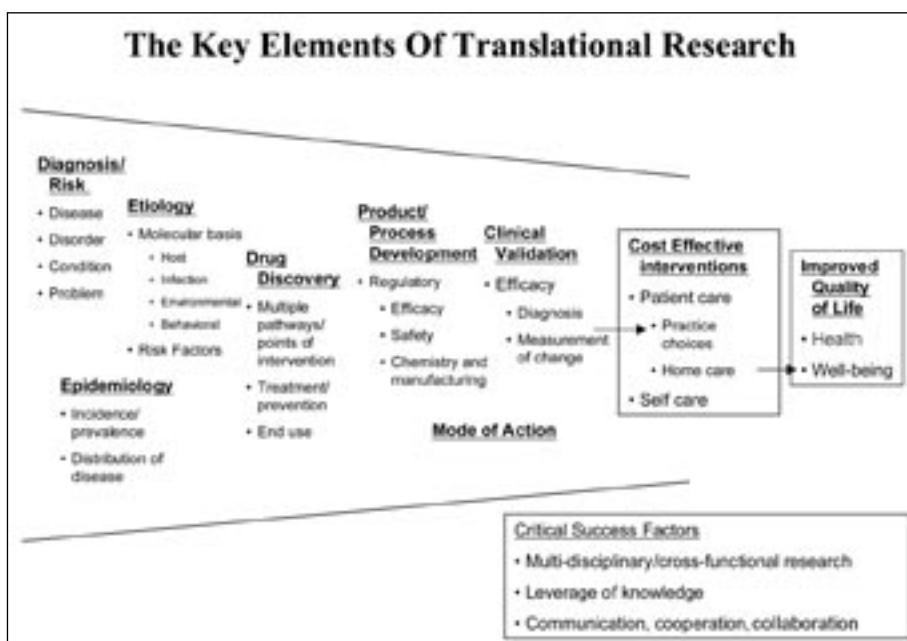 The Key Elements Of Translational Research
Diagnosis/
Risk
• Disease
• Disorder
• Condition
• Problem
Etiology
• Molecular basis
• Host
• Infection
• Environmental
• Behavioral
• Risk Factors
Epidemiology
• Incidence/
prevalence
• Distribution of
disease
Drug
Discovery
• Multiple
pathways/
points of
intervention
• Treatment/
prevention
• End use
Product/
Process
Development
• Regulatory
• Efficacy
• Safety
• Chemistry and
manufacturing
Clinical
Validation
• Efficacy
• Diagnosis
• Measurement
of change
Mode of Action
Cost Effective
interventions
• Patient care
• Practice
choices
• Home care
• Self care
Improved
Quality
of Life
• Health
• Well-being
Critical Success Factors
• Multi-disciplinary/cross-functional research
• Leverage of knowledge
• Communication, cooperation, collaboration